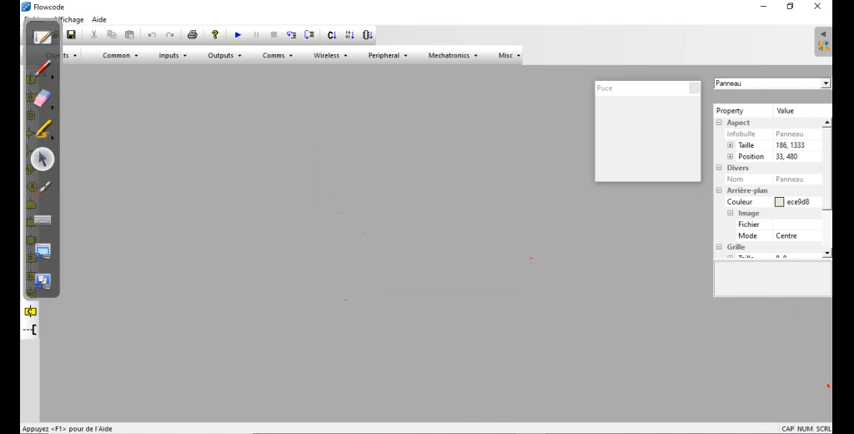 Flowcode
Affichage Aide
Common Inputs Outputs Comms Wireless Peripheral Mechatronics Misc
Puce
Panneau
Property Value
Aspect
Infobulle Panneau
Taille 186, 1333
Position 33, 480
Divers
Nom Panneau
Arrière-plan
Couleur ece9d8
Image
Fichier
Mode Centre
Grille
Appuyez <F1> pour de l'Aide
CAP NUM SCRL